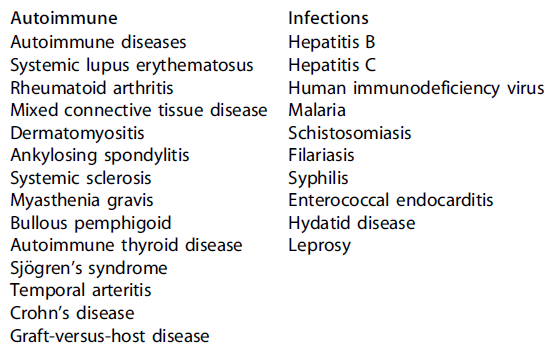 Autoimmune
Autoimmune diseases
Systemic lupus erythematosus
Rheumatoid arthritis
Mixed connective tissue disease
Dermatomyositis
Ankylosing spondylitis
Systemic sclerosis
Myasthenia gravis
Bullous pemphigoid
Autoimmune thyroid disease
Sjögren's syndrome
Temporal arteritis
Crohn's disease
Graft-versus-host disease
Infections
Hepatitis B
Hepatitis C
Human immunodeficiency virus
Malaria
Schistosomiasis
Filariasis
Syphilis
Enterococcal endocarditis
Hydatid disease
Leprosy